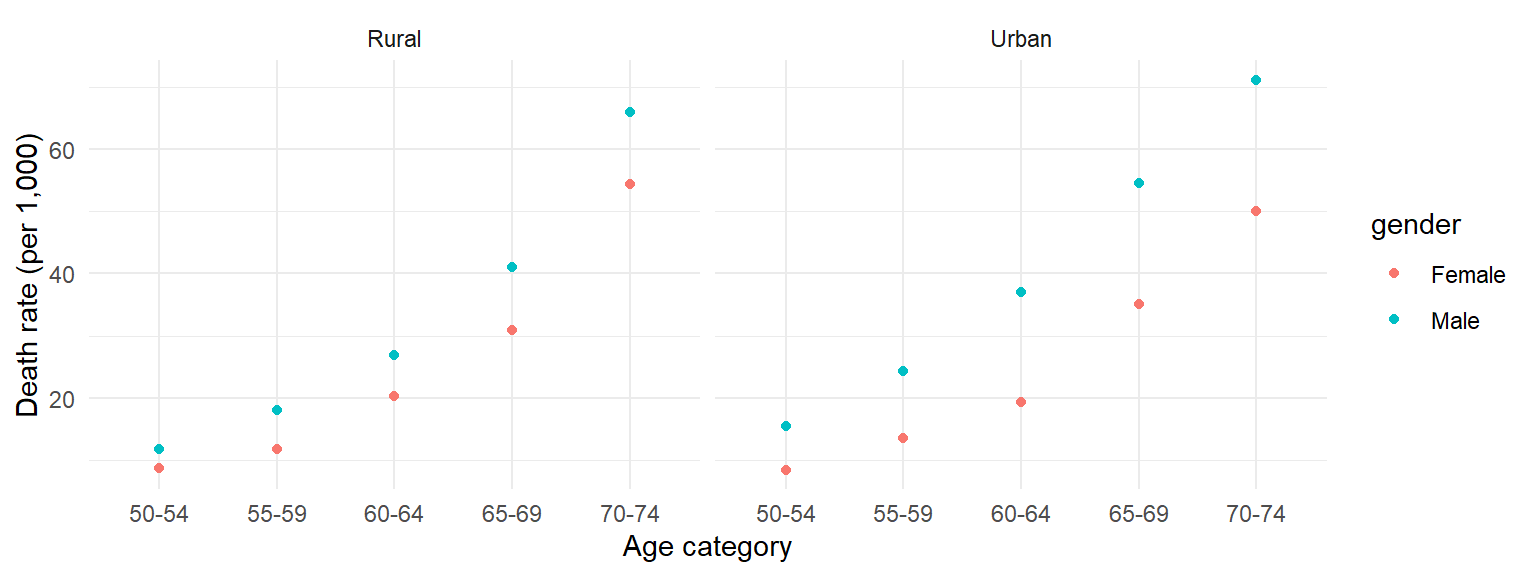 Rural
Urban
Death rate (per 1,000)
60
40
20
50-54 55-59 60-64 65-69 70-74
50-54 55-59 60-64 65-69 70-74
Age category
gender
Female
Male